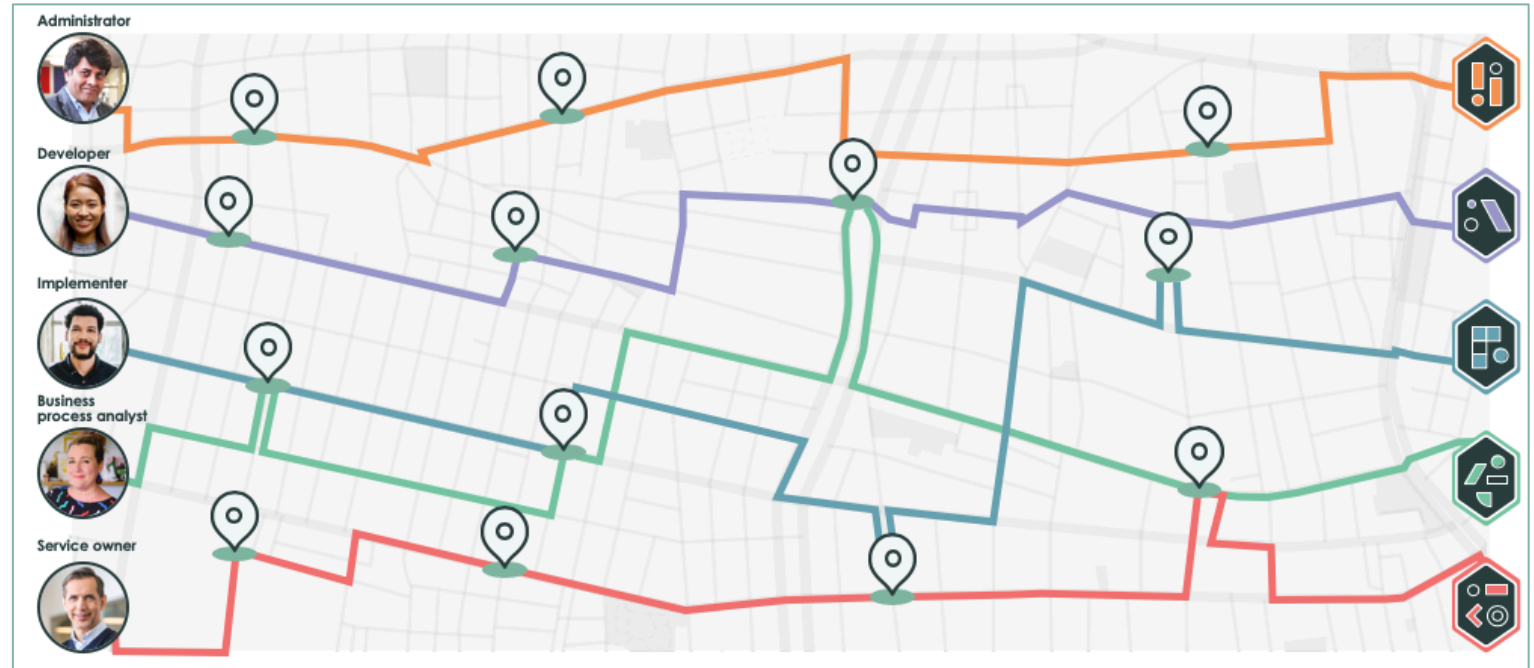 Administrator
Developer
Implementer
Business
process analyst
Service owner